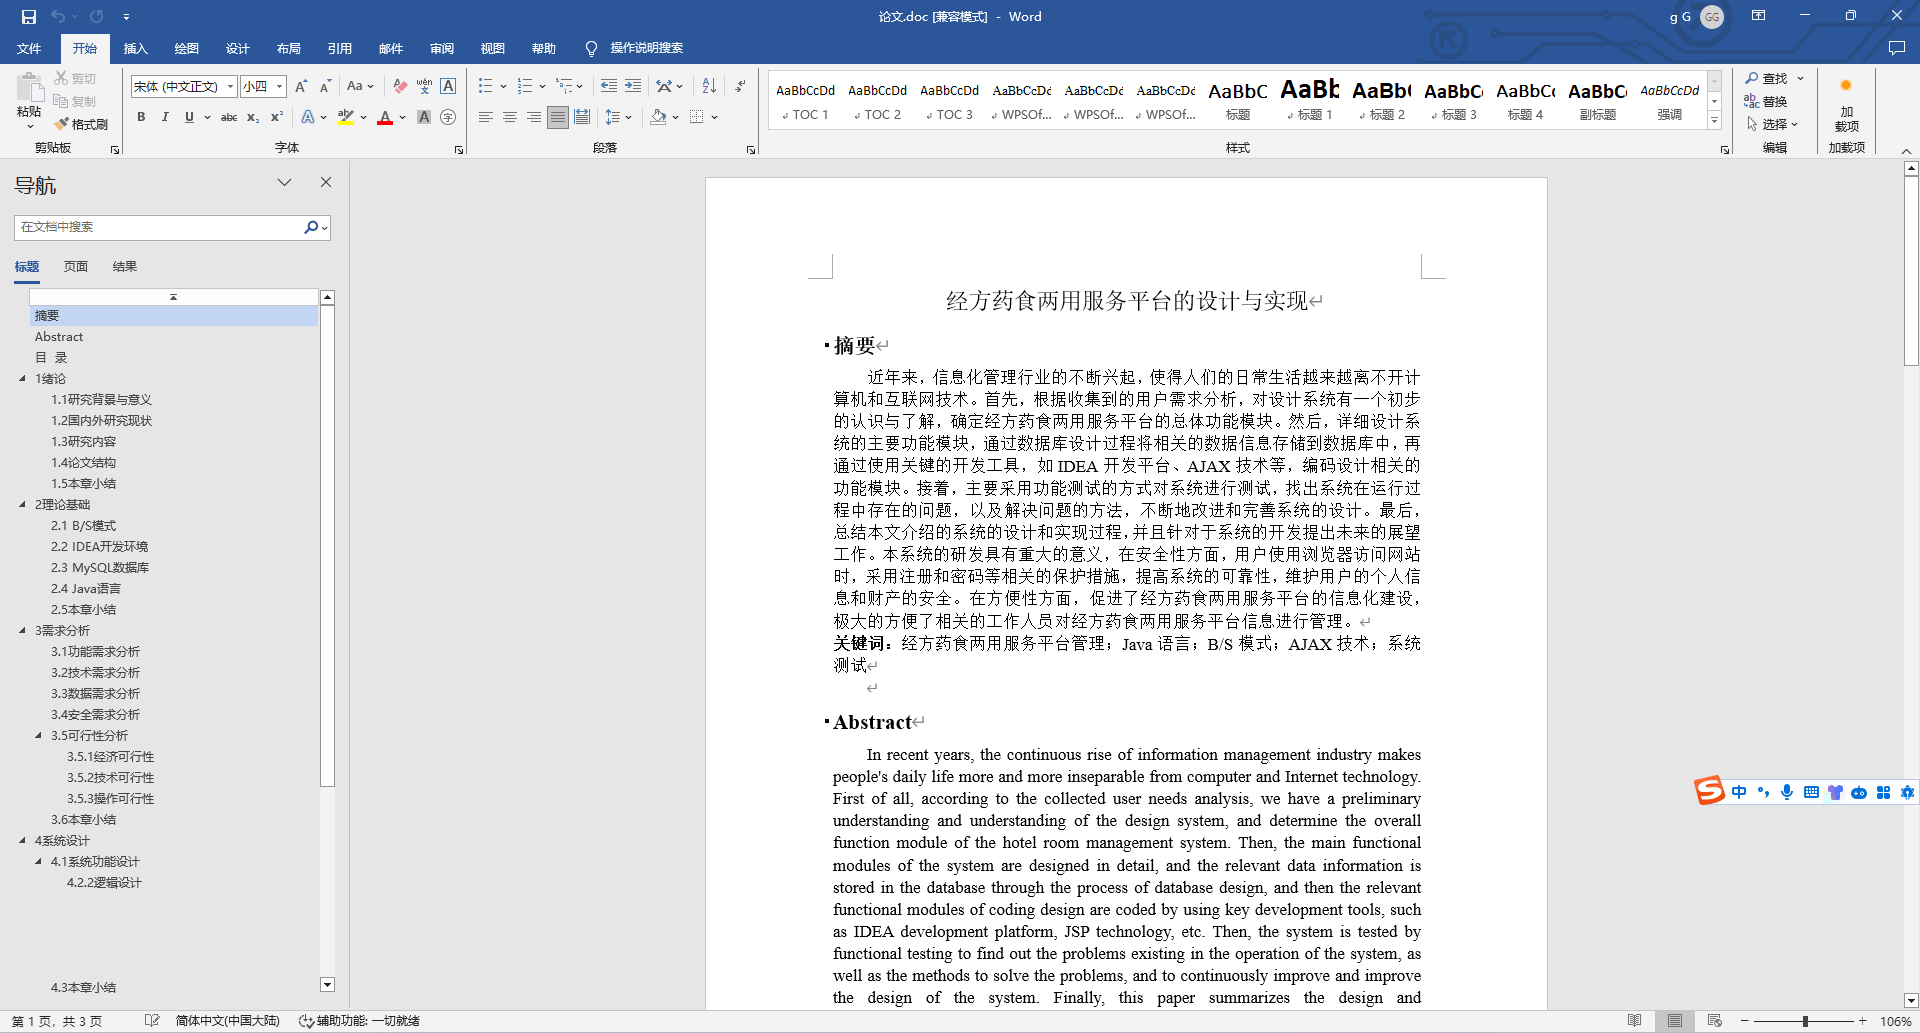 论文.doc [兼容模式] - Word
g G
GG
文件 开始 插入 绘图 设计 布局 引用 邮件 审阅 视图 帮助 操作说明搜索
粘贴
剪切
复制
格式刷
剪贴板
宋体 (中文正文) 小四
字体
段落
AaBbCcDd AaBbCcDd AaBbCcDd AaBbCcDd AaBbCcDd AaBbCcDd AaBbC AaBb AaBb( AaBbC AaBbC AaBbC AaBbCcDd
TOC 1 TOC 2 TOC 3 WPSOf... WPSOf... WPSOf... 标题 标题 1 标题 2 标题 3 标题 4 副标题 强调
样式
查找
替换
选择
编辑
加
载项
加载项
导航
在文档中搜索
标题 页面 结果
摘要
Abstract
目 录
1绪论
1.1研究背景与意义
1.2国内外研究现状
1.3研究内容
1.4论文结构
1.5本章小结
2理论基础
2.1 B/S模式
2.2 IDEA开发环境
2.3 MySQL数据库
2.4 Java语言
2.5本章小结
3需求分析
3.1功能需求分析
3.2技术需求分析
3.3数据需求分析
3.4安全需求分析
3.5可行性分析
3.5.1经济可行性
3.5.2技术可行性
3.5.3操作可行性
3.6本章小结
4系统设计
4.1系统功能设计
4.2.2逻辑设计
4.3本章小结
经方药食两用服务平台的设计与实现
摘要
近年来，信息化管理行业的不断兴起，使得人们的日常生活越来越离不开计
算机和互联网技术。首先，根据收集到的用户需求分析，对设计系统有一个初步
的认识与了解，确定经方药食两用服务平台的总体功能模块。然后，详细设计系
统的主要功能模块，通过数据库设计过程将相关的数据信息存储到数据库中，再
通过使用关键的开发工具，如 IDEA 开发平台、AJAX 技术等，编码设计相关的
功能模块。接着，主要采用功能测试的方式对系统进行测试，找出系统在运行过
程中存在的问题，以及解决问题的方法，不断地改进和完善系统的设计。最后，
总结本文介绍的系统的设计和实现过程，并且针对于系统的开发提出未来的展望
工作。本系统的研发具有重大的意义，在安全性方面，用户使用浏览器访问网站
时，采用注册和密码等相关的保护措施，提高系统的可靠性，维护用户的个人信
息和财产的安全。在方便性方面，促进了经方药食两用服务平台的信息化建设，
极大的方便了相关的工作人员对经方药食两用服务平台信息进行管理。
关键词：经方药食两用服务平台管理；Java 语言；B/S 模式；AJAX 技术；系统
测试
Abstract
In recent years, the continuous rise of information management industry makes
people's daily life more and more inseparable from computer and Internet technology.
First of all, according to the collected user needs analysis, we have a preliminary
understanding and understanding of the design system, and determine the overall
function module of the hotel room management system. Then, the main functional
modules of the system are designed in detail, and the relevant data information is
stored in the database through the process of database design, and then the relevant
functional modules of coding design are coded by using key development tools, such
as IDEA development platform, JSP technology, etc. Then, the system is tested by
functional testing to find out the problems existing in the operation of the system, as
well as the methods to solve the problems, and to continuously improve and improve
the design of the system. Finally, this paper summarizes the design and
中
第 1 页，共 3 页 简体中文(中国大陆) 辅助功能: 一切就绪
106%